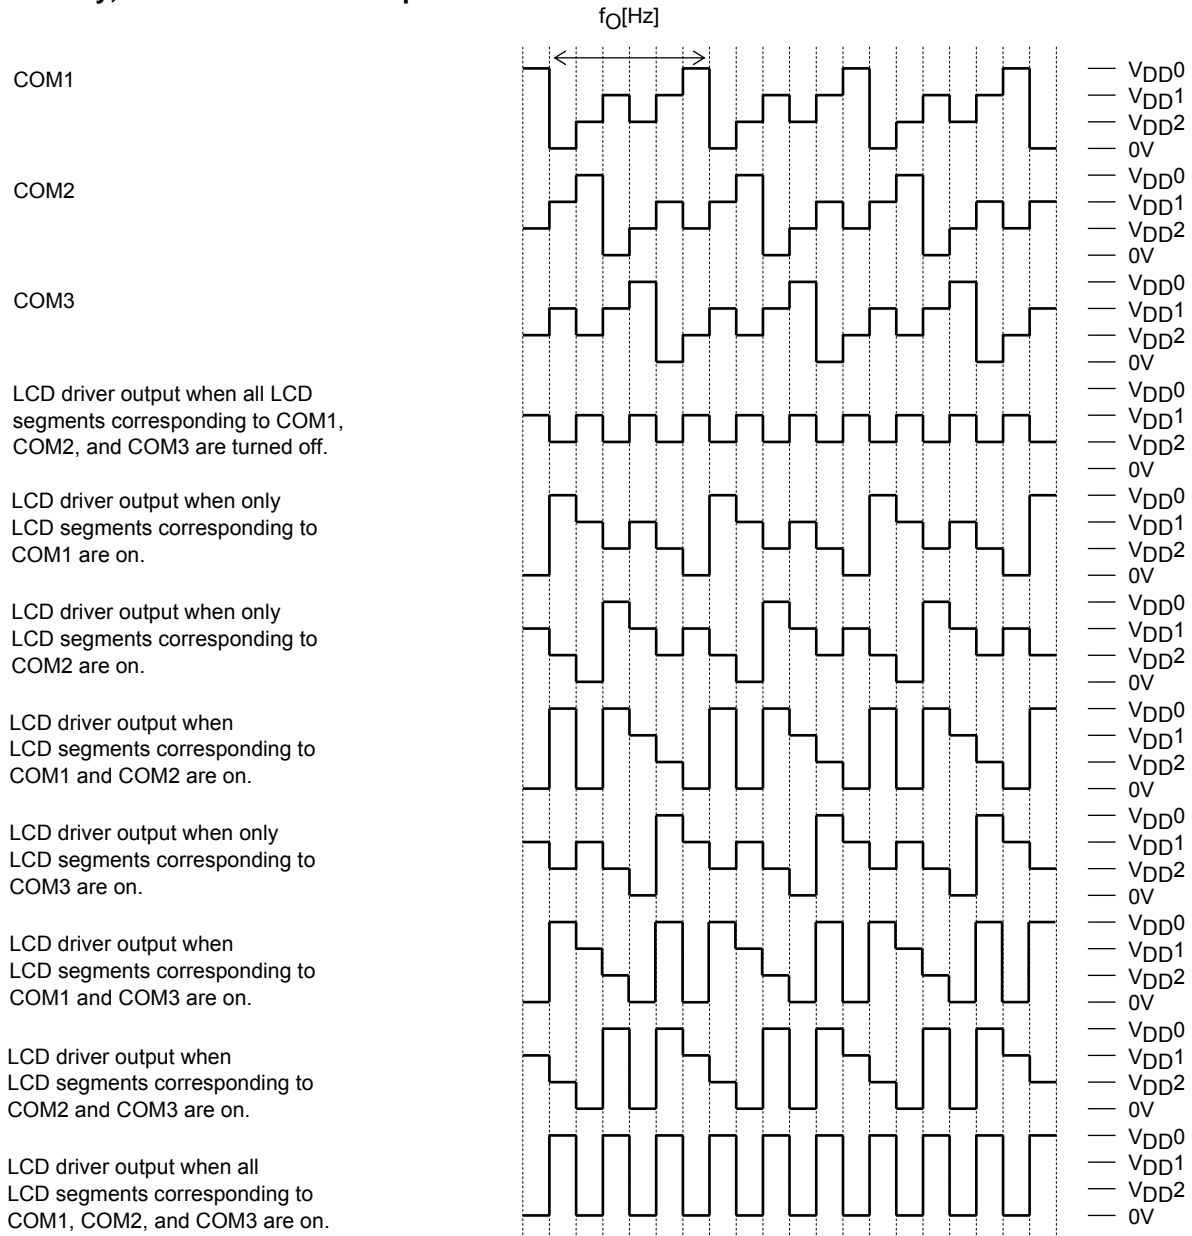 fO[Hz]
COM1
VDD0
VDD1
VDD2
0V
COM2
VDD0
VDD1
VDD2
0V
COM3
VDD0
VDD1
VDD2
0V
LCD driver output when all LCD
segments corresponding to COM1,
COM2, and COM3 are turned off.
VDD0
VDD1
VDD2
0V
LCD driver output when only
LCD segments corresponding to
COM1 are on.
VDD0
VDD1
VDD2
0V
LCD driver output when only
LCD segments corresponding to
COM2 are on.
VDD0
VDD1
VDD2
0V
LCD driver output when
LCD segments corresponding to
COM1 and COM2 are on.
VDD0
VDD1
VDD2
0V
LCD driver output when only
LCD segments corresponding to
COM3 are on.
VDD0
VDD1
VDD2
0V
LCD driver output when
LCD segments corresponding to
COM1 and COM3 are on.
VDD0
VDD1
VDD2
0V
LCD driver output when
LCD segments corresponding to
COM2 and COM3 are on.
VDD0
VDD1
VDD2
0V
LCD driver output when all
LCD segments corresponding to
COM1, COM2, and COM3 are on.
VDD0
VDD1
VDD2
0V